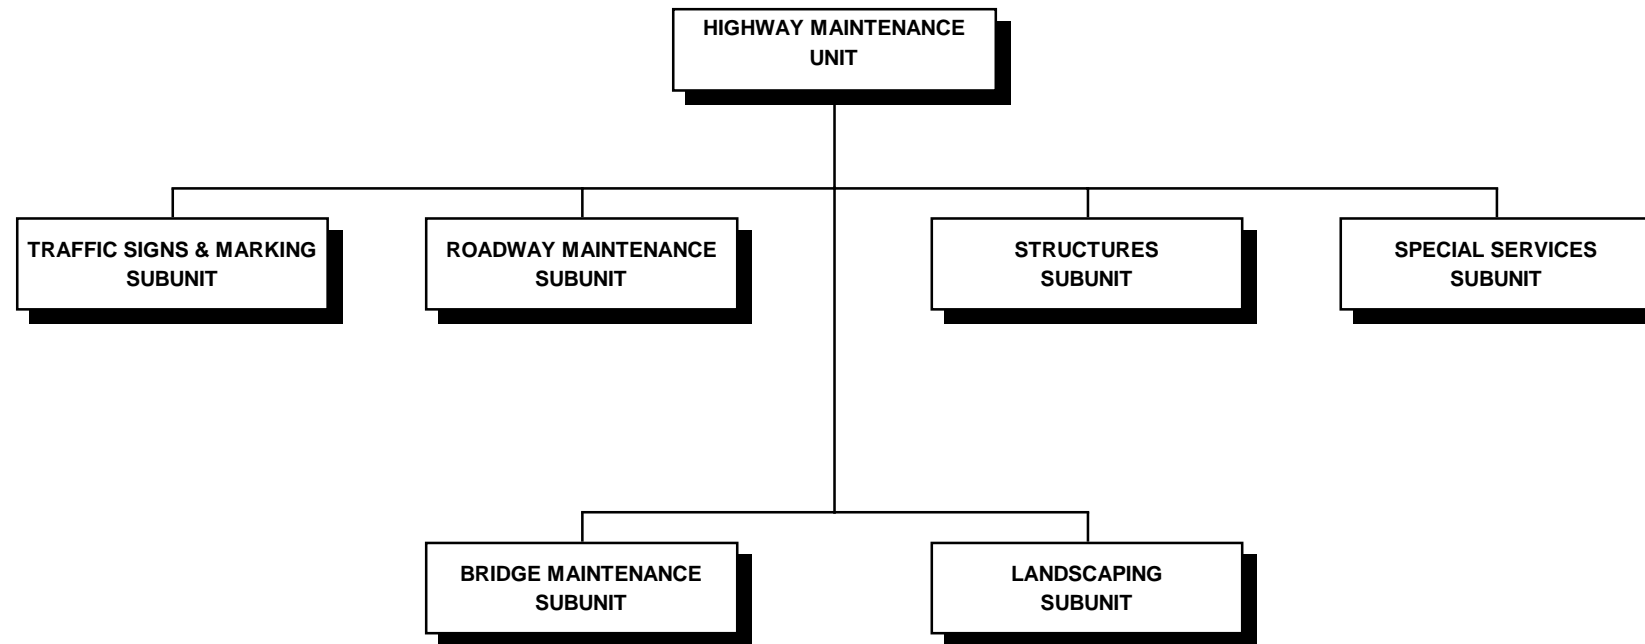 HIGHWAY MAINTENANCE
UNIT
TRAFFIC SIGNS & MARKING
SUBUNIT
ROADWAY MAINTENANCE
SUBUNIT
STRUCTURES
SUBUNIT
SPECIAL SERVICES
SUBUNIT
BRIDGE MAINTENANCE
SUBUNIT
LANDSCAPING
SUBUNIT